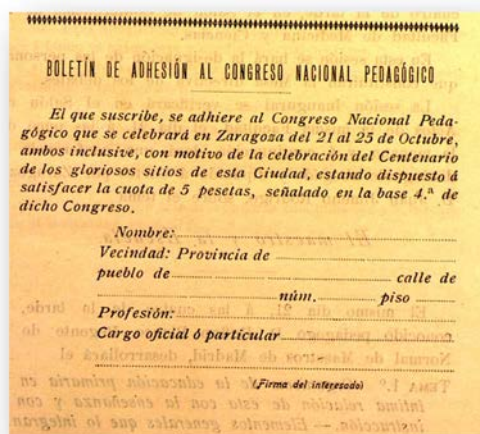 BOLETÍN DE ADHESIÓN AL CONGRESO NACIONAL PEDAGÓGICO
El que suscribe, se adhiere al Congreso Nacional Peda-
gógico que se celebrará en Zaragoza del 21 al 25 de Octubre,
ambos inclusive, con motivo de la celebración del Centenario
de los gloriosos sitios de esta Ciudad, estando dispuesto á
satisfacer la cuota de 5 pesetas, señalado en la base 4.ª de
dicho Congreso.
Nombre:
Vecindad: Provincia de
pueblo de calle de
núm. piso
Profesión:
Cargo oficial ó particular
(Firma del interesado)